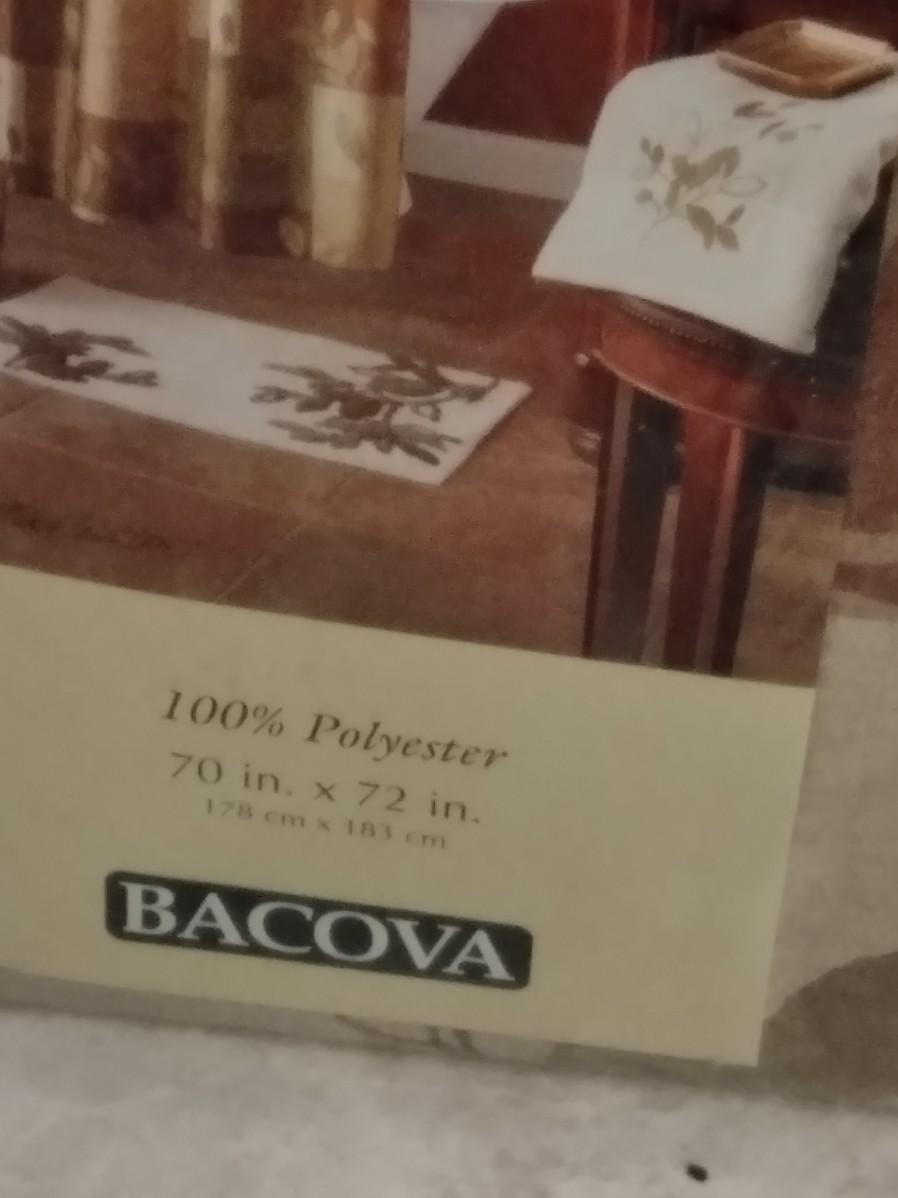 100% Polyester
70 in. x 72 in.
178 cm x 183 cm
BACOVA